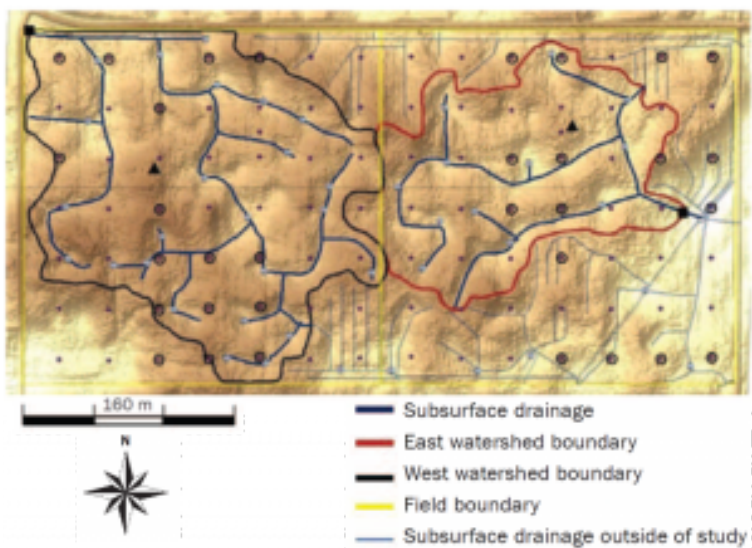 160 m
N
Subsurface drainage
East watershed boundary
West watershed boundary
Field boundary
Subsurface drainage outside of study